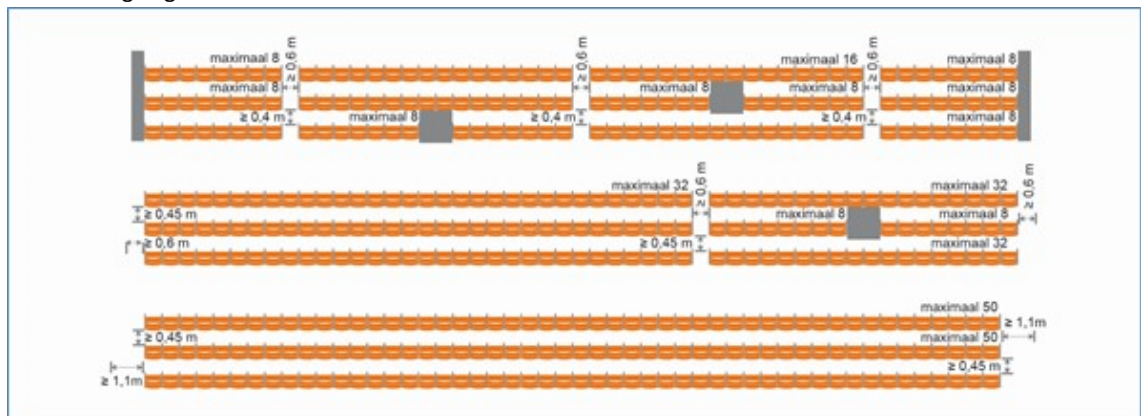 ≥ 0,6 m
≥ 0,6 m
≥ 0,6 m
maximaal 8
maximaal 16
maximaal 8
maximaal 8
maximaal 8
maximaal 8
maximaal 8
≥ 0,4 m
maximaal 8
≥ 0,4 m
≥ 0,4 m
maximaal 8
≥ 0,6 m
≥ 0,6 m
maximaal 32
maximaal 32
≥ 0,45 m
maximaal 8
maximaal 8
≥ 0,6 m
≥ 0,45 m
maximaal 32
maximaal 50
≥ 1,1m
≥ 0,45 m
maximaal 50
≥ 0,45 m
≥ 1,1m